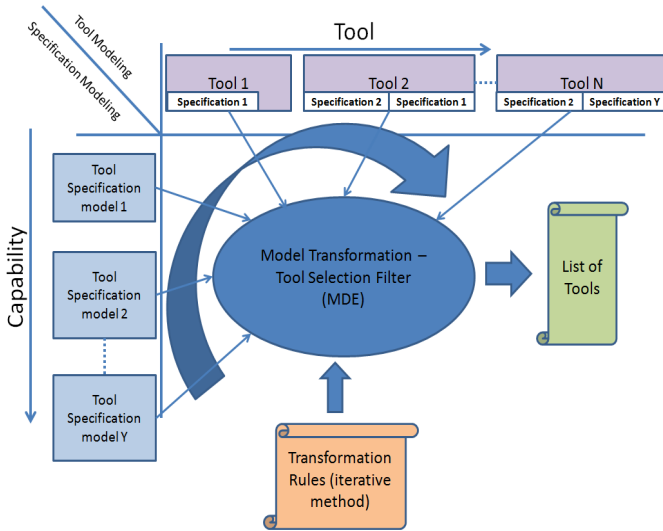 Tool Modeling
Specification Modeling
Tool
Tool 1
Specification 1
Tool 2
Specification 2
Specification 1
Tool N
Specification 2
Specification Y
Capability
Tool
Specification
model 1
Tool
Specification
model 2
Tool
Specification
model Y
Model Transformation –
Tool Selection Filter
(MDE)
List of
Tools
Transformation
Rules (iterative
method)